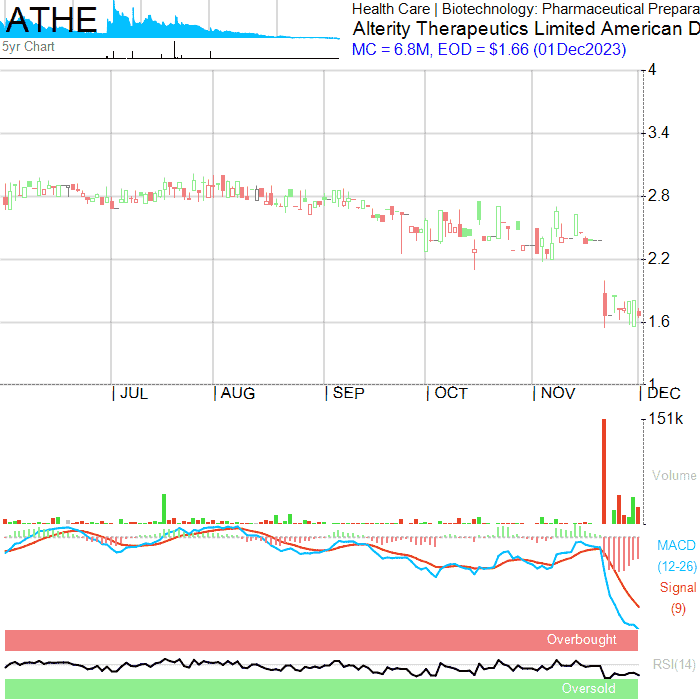 ATHE
5yr Chart
Health Care | Biotechnology: Pharmaceutical Prepara
Alterity Therapeutics Limited American D
MC = 6.8M, EOD = $1.66 (01Dec2023)
4
3.4
2.8
2.2
1.6
1
| JUL | AUG | SEP | OCT | NOV | DEC
151k
Volume
MACD
(12-26)
Signal
(9)
Overbought
RSI(14)
Oversold